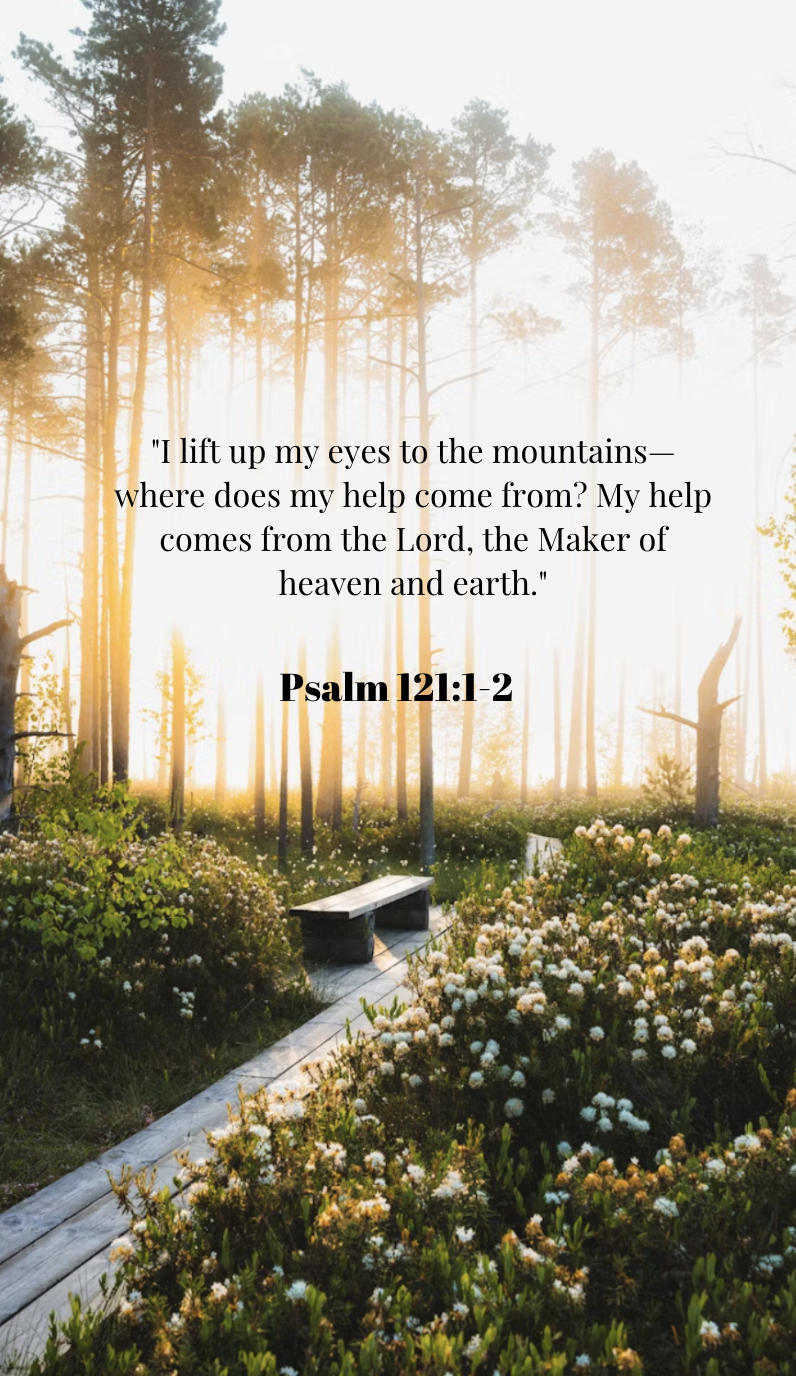 "I lift up my eyes to the mountains—
where does my help come from? My help
comes from the Lord, the Maker of
heaven and earth."
Psalm 121:1-2